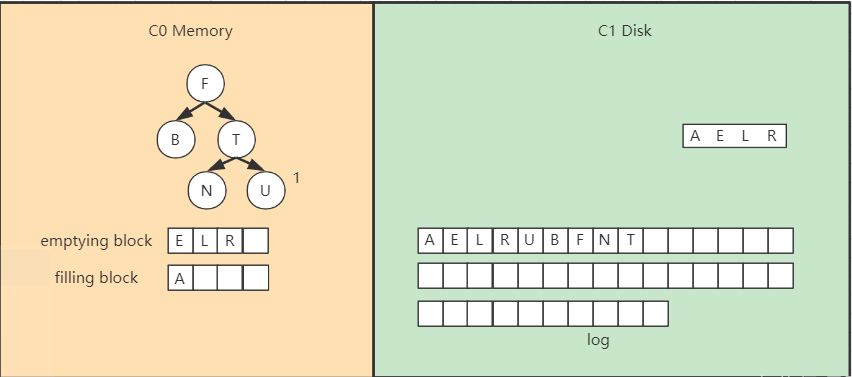 C0 Memory
C1 Disk
F
B T
N U
1
A E L R
emptying block E L R
filling block A
A E L R U B F N T
log